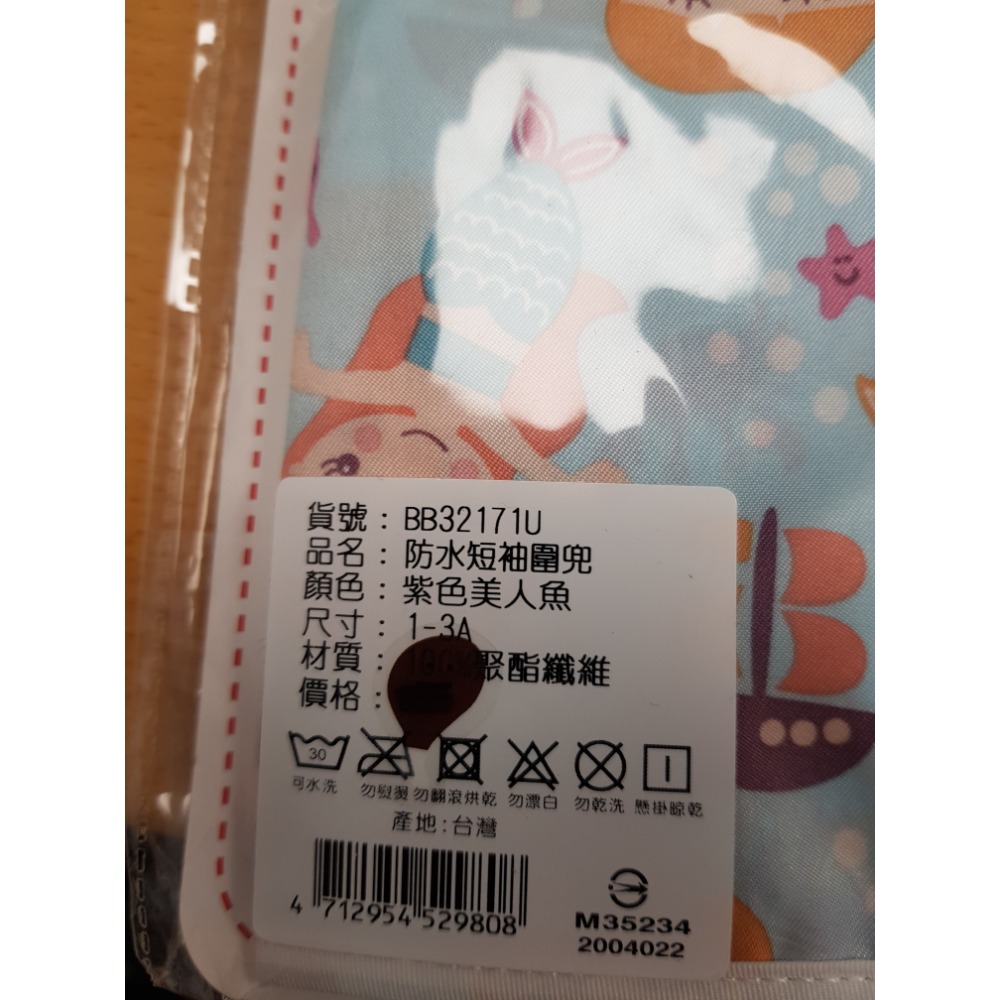 貨號：BB32171U
品名：防水短袖圍兜
顏色：紫色美人魚
尺寸：1-3A
材質：100%聚酯纖維
價格：
30
可水洗 勿熨燙 勿翻滾烘乾 勿漂白 勿乾洗 懸掛晾乾
產地:台灣
4 712954 529808
M35234
2004022